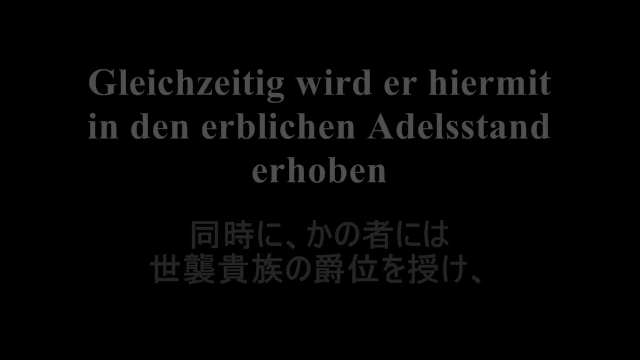 Gleichzeitig wird er hiermit
in den erblichen Adelsstand
erhoben
同時に、かの者には
世襲貴族の爵位を授け、